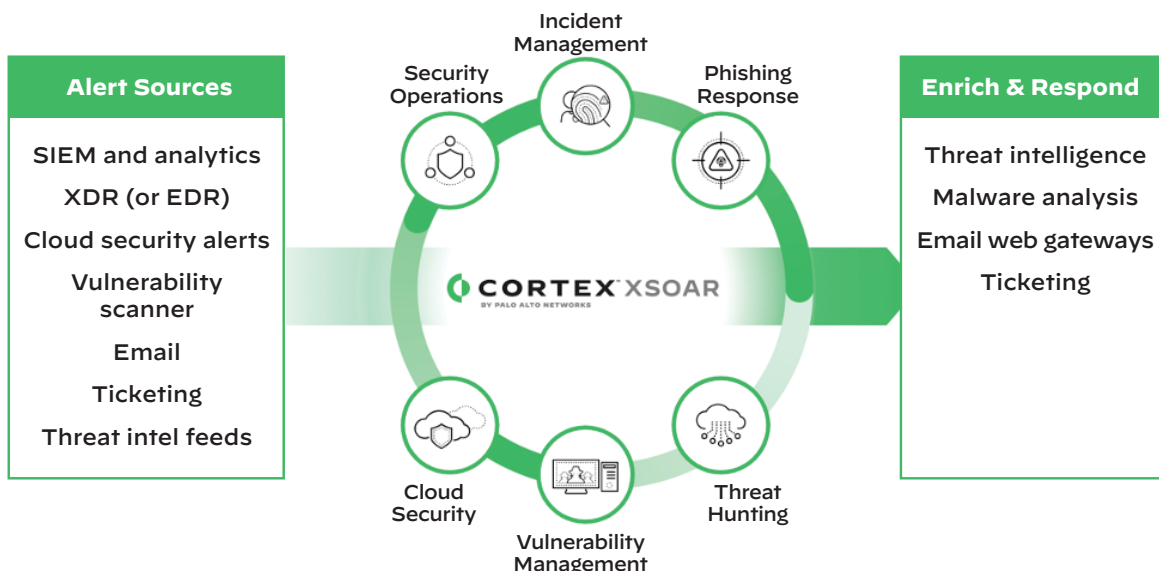 Alert Sources
SIEM and analytics
XDR (or EDR)
Cloud security alerts
Vulnerability
scanner
Email
Ticketing
Threat intel feeds
Incident
Management
Security
Operations
Phishing
Response
CORTEX™ XSOAR
BY PALO ALTO NETWORKS
Cloud
Security
Threat
Hunting
Vulnerability
Management
Enrich & Respond
Threat intelligence
Malware analysis
Email web gateways
Ticketing